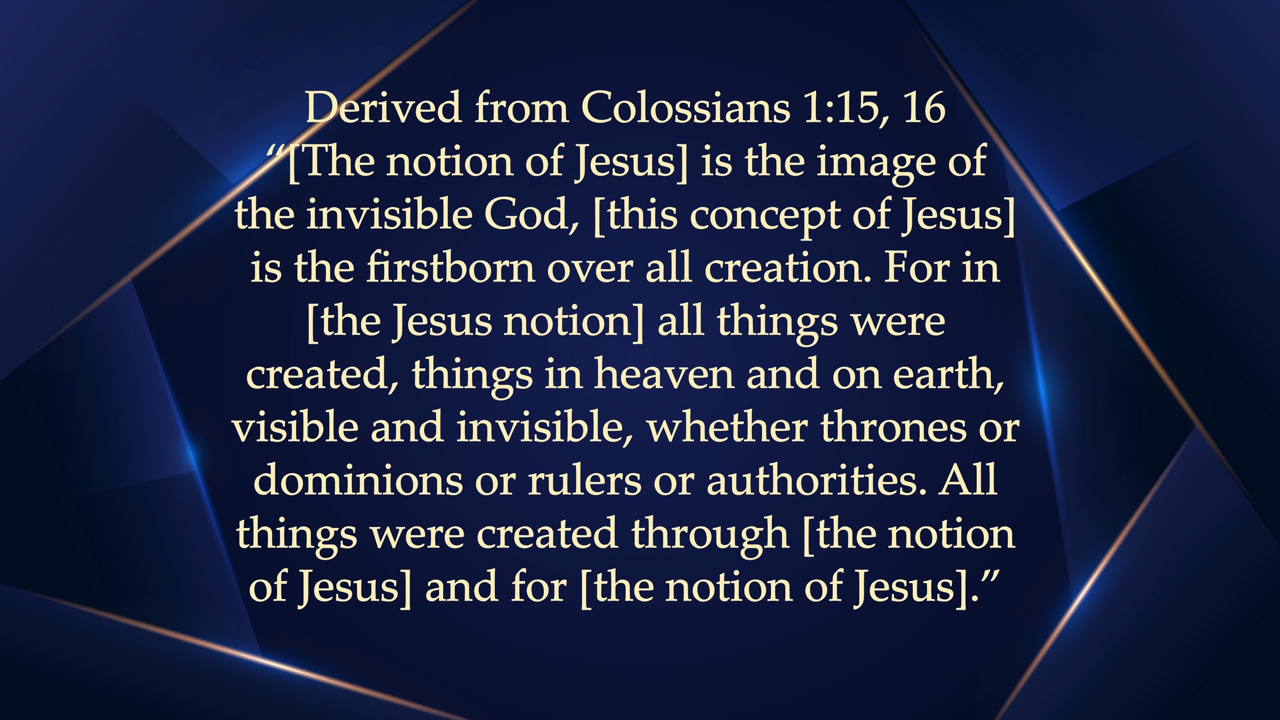 Derived from Colossians 1:15, 16
“[The notion of Jesus] is the image of
the invisible God, [this concept of Jesus]
is the firstborn over all creation. For in
[the Jesus notion] all things were
created, things in heaven and on earth,
visible and invisible, whether thrones or
dominions or rulers or authorities. All
things were created through [the notion
of Jesus] and for [the notion of Jesus].”